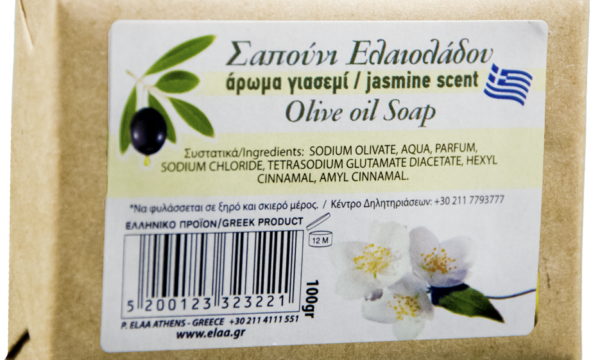 Σαπούνι Ελαιολάδου
άρωμα γιασεμί / jasmine scent
Olive oil Soap
Συστατικά/Ingredients: SODIUM OLIVATE, AQUA, PARFUM,
SODIUM CHLORIDE, TETRASODIUM GLUTAMATE DIACETATE, HEXYL
CINNAMAL, AMYL CINNAMAL.
*Να φυλάσσεται σε ξηρό και σκιερό μέρος. / Κέντρο Δηλητηριάσεων: +30 211 7793777
ΕΛΛΗΝΙΚΟ ΠΡΟΪΟΝ/GREEK PRODUCT
12 M
5 200123 323221
100gr
P. ELAA ATHENS - GREECE +30 211 4111 551
www.elaa.gr